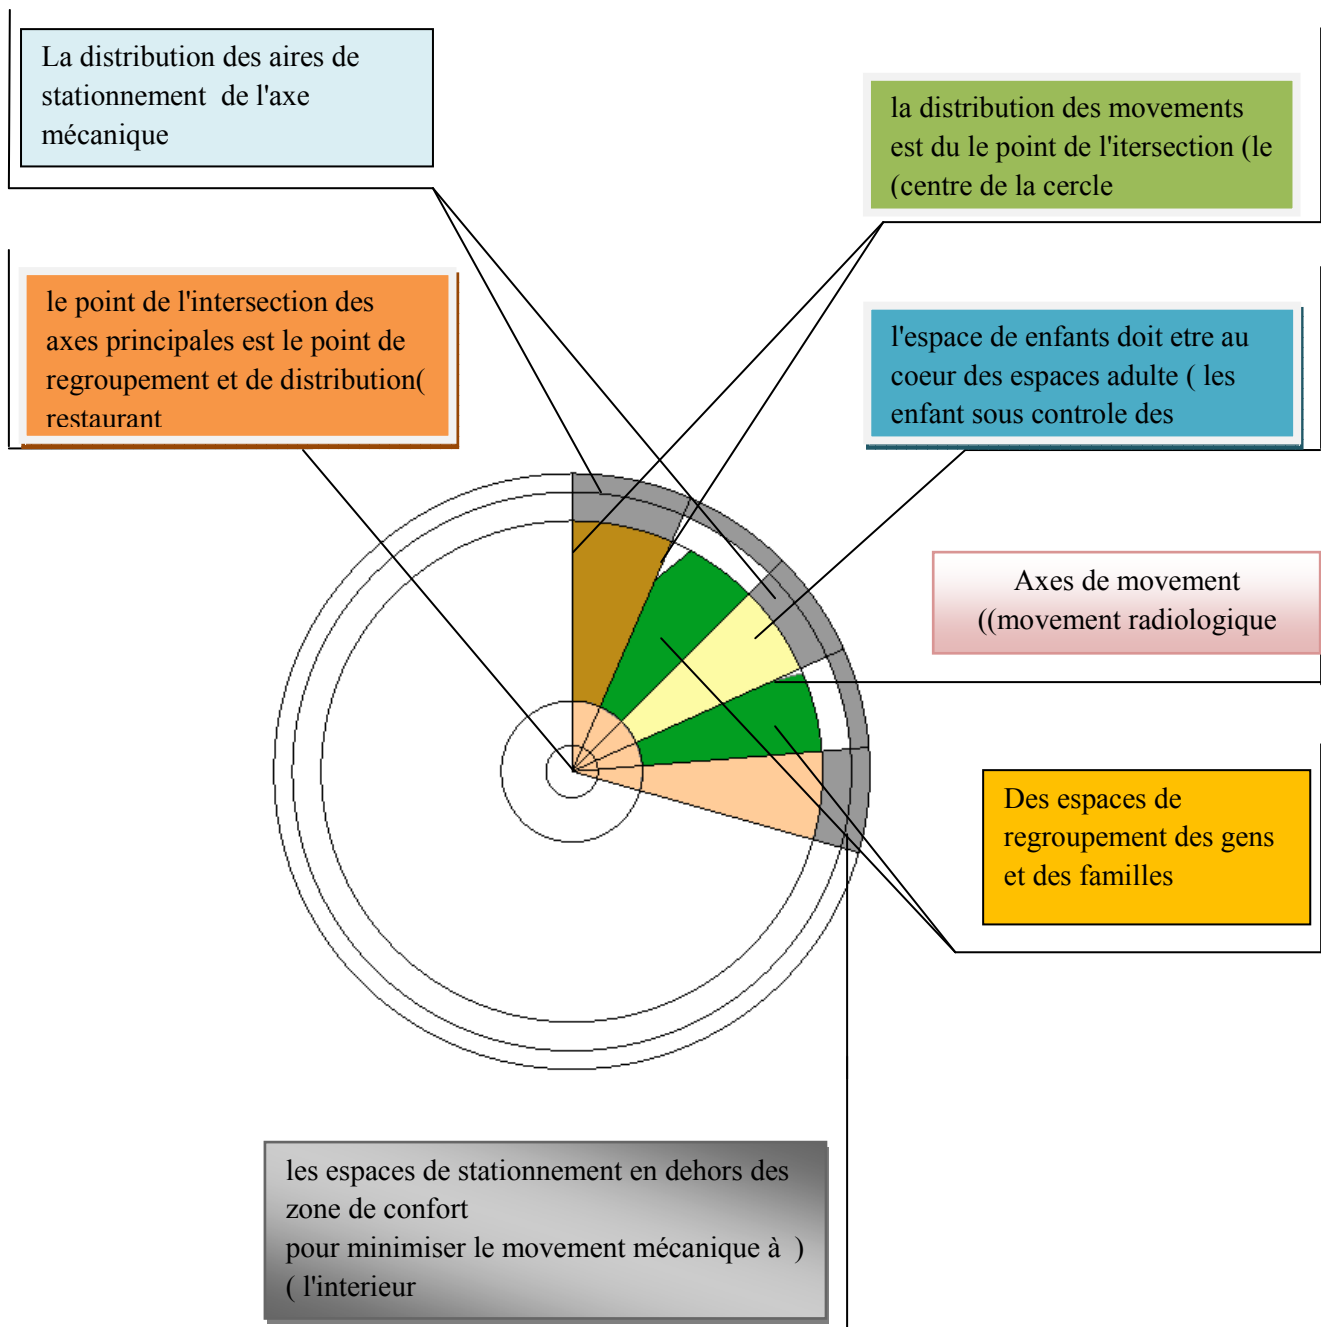 La distribution des aires de
stationnement de l'axe
mécanique
la distribution des movements
est du le point de l'itersection (le
(centre de la cercle
le point de l'intersection des
axes principales est le point de
regroupement et de distribution(
restaurant
l'espace de enfants doit etre au
coeur des espaces adulte ( les
enfant sous controle des
Axes de movement
((movement radiologique
Des espaces de
regroupement des gens
et des familles
les espaces de stationnement en dehors des
zone de confort
pour minimiser le movement mécanique à )
( l'interieur